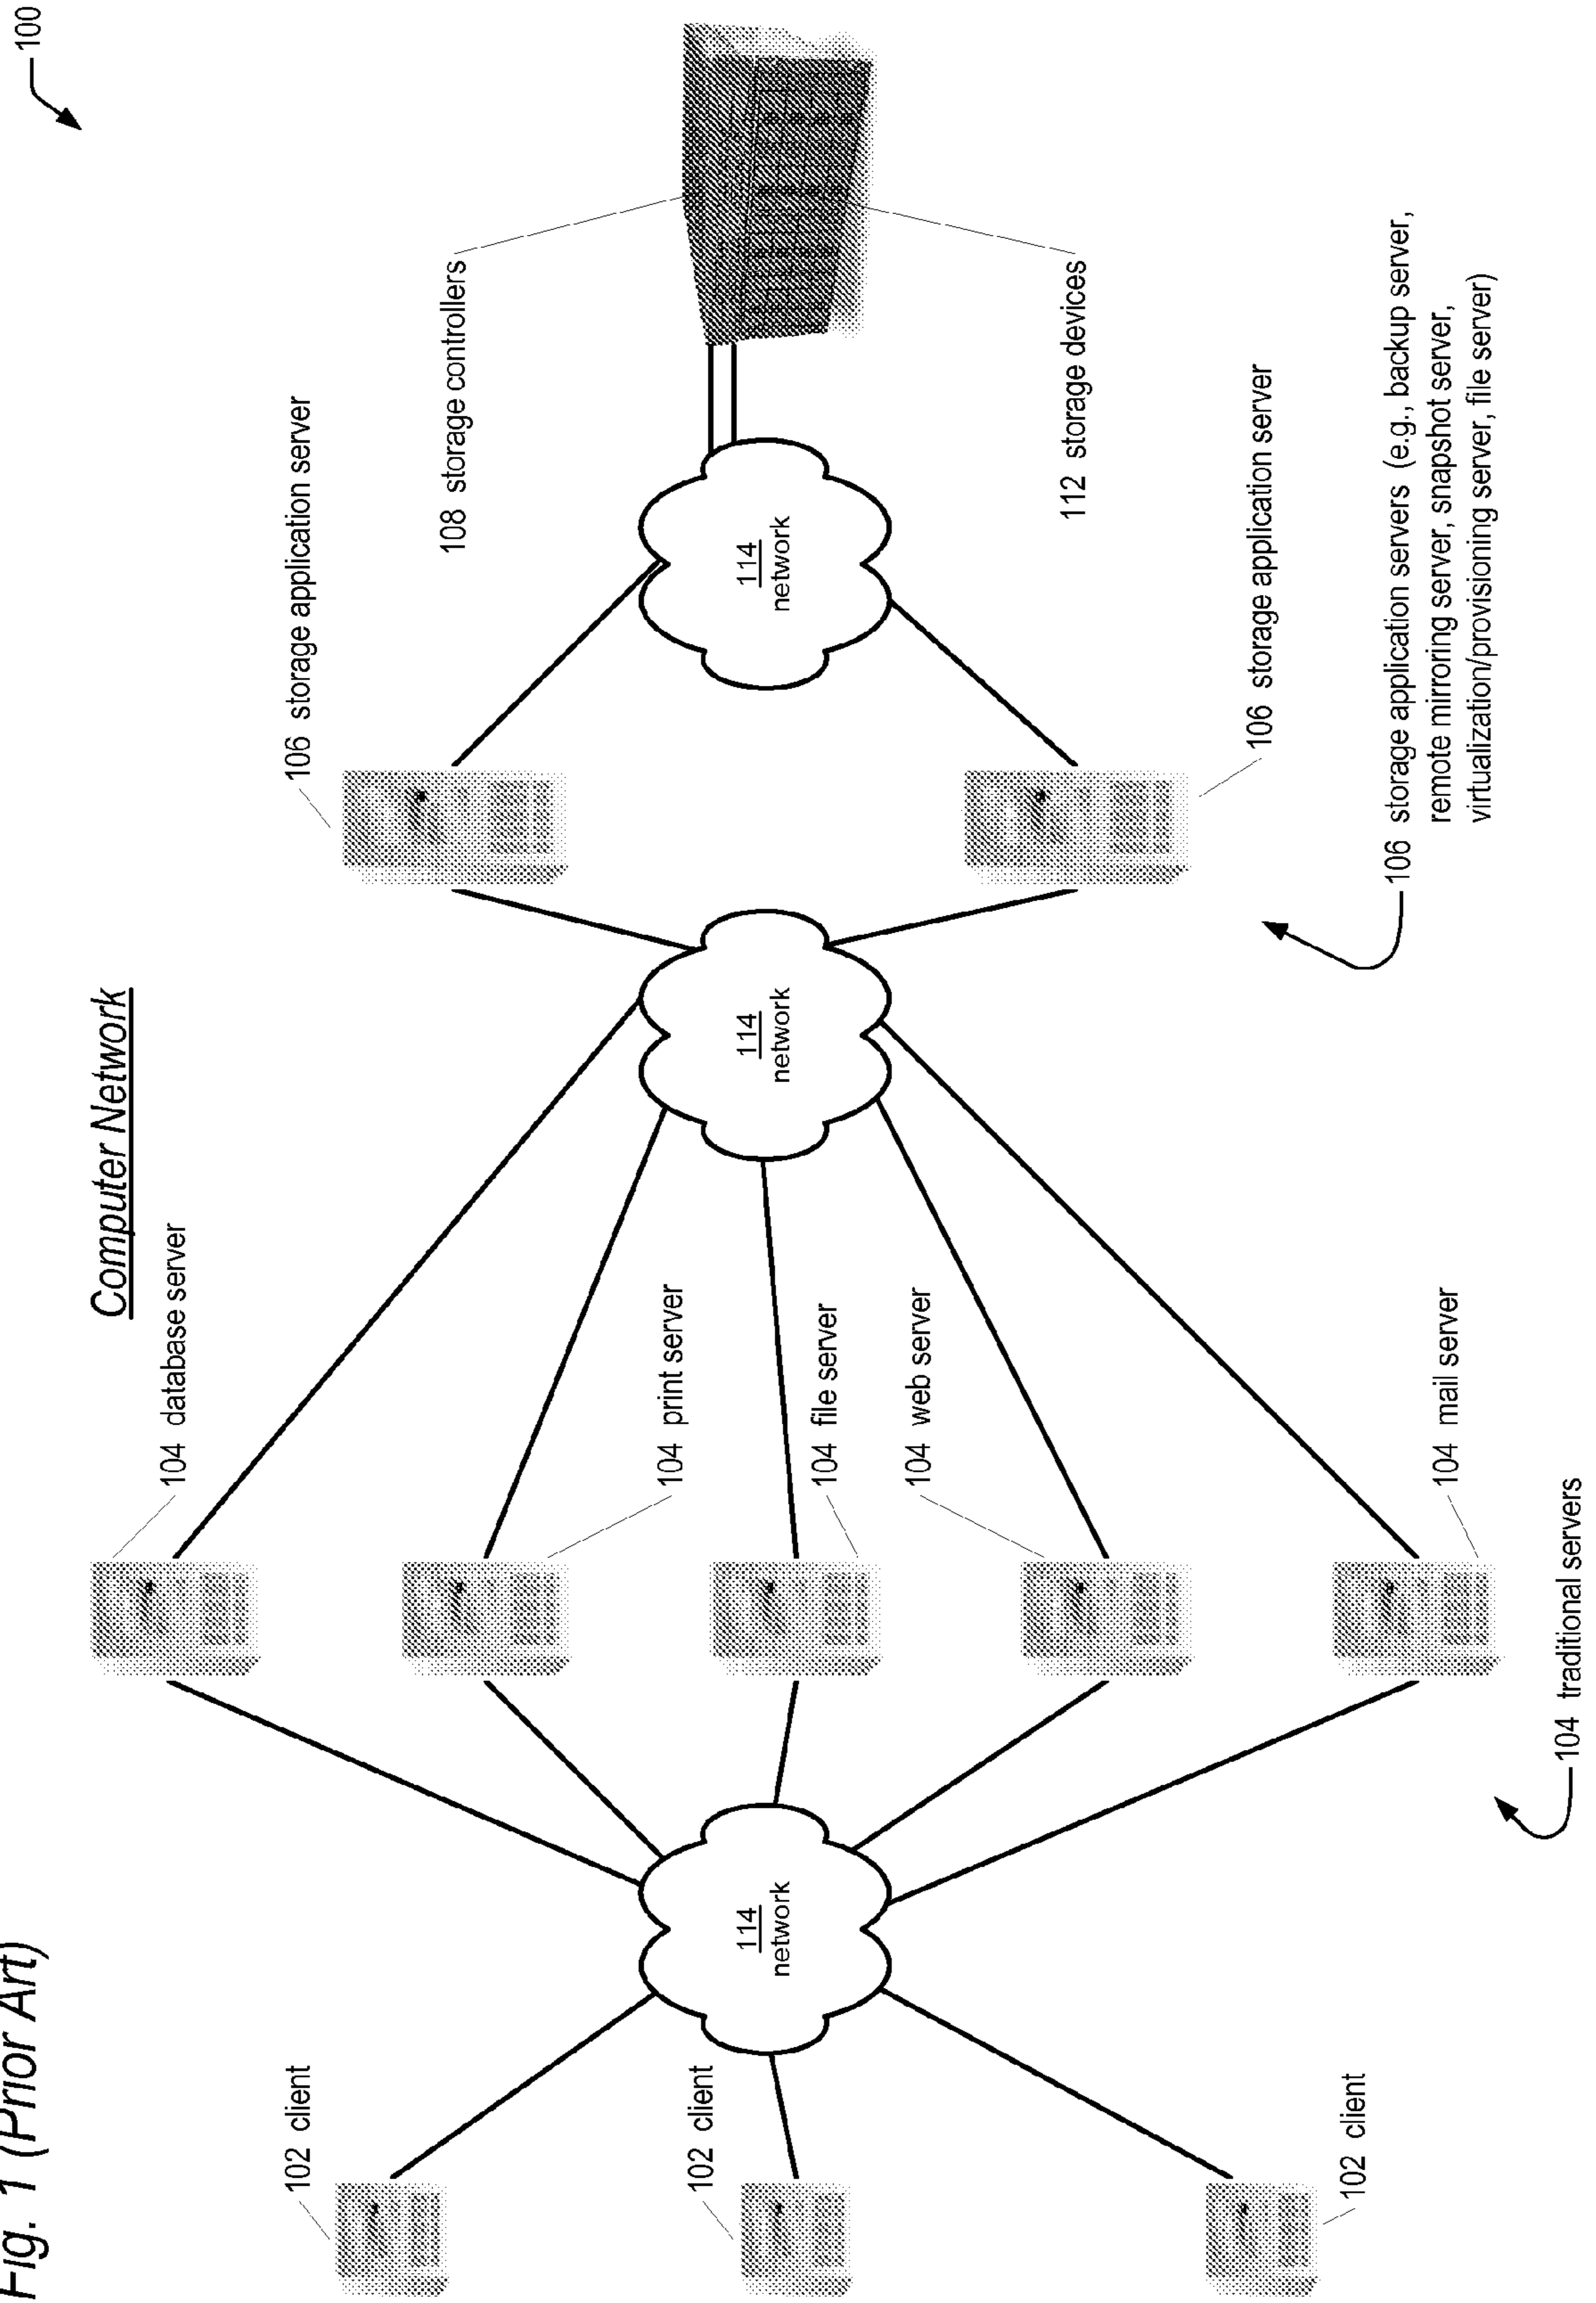 Fig. 1 (Prior Art)
Computer Network
100
102 client
102 client
102 client
114
network
104 database server
104 print server
104 file server
104 web server
104 mail server
104 traditional servers
114
network
106 storage application server
106 storage application server
106 storage application servers (e.g., backup server,
remote mirroring server, snapshot server,
virtualization/provisioning server, file server)
114
network
108 storage controllers
112 storage devices